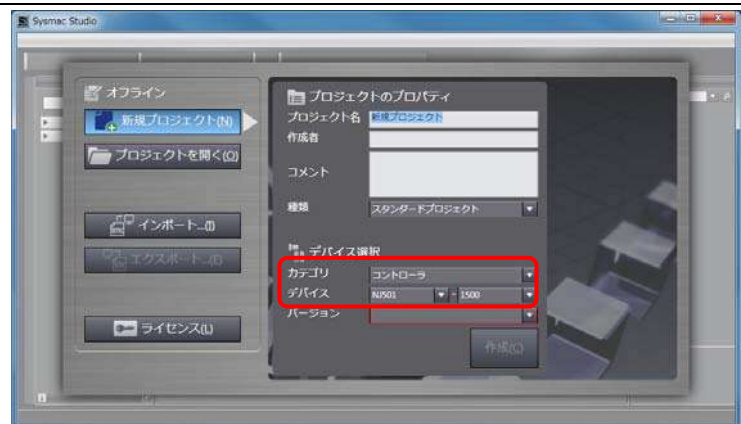 Sysmac Studio
オフライン
新規プロジェクト(N)
プロジェクトを開く(O)
インポート...(I)
エクスポート...(E)
ライセンス(L)
プロジェクトのプロパティ
プロジェクト名 新規プロジェクト
作成者
コメント
種類 スタンダードプロジェクト
デバイス選択
カテゴリ コントローラ
デバイス NJ501 - 1500
バージョン
作成(C)